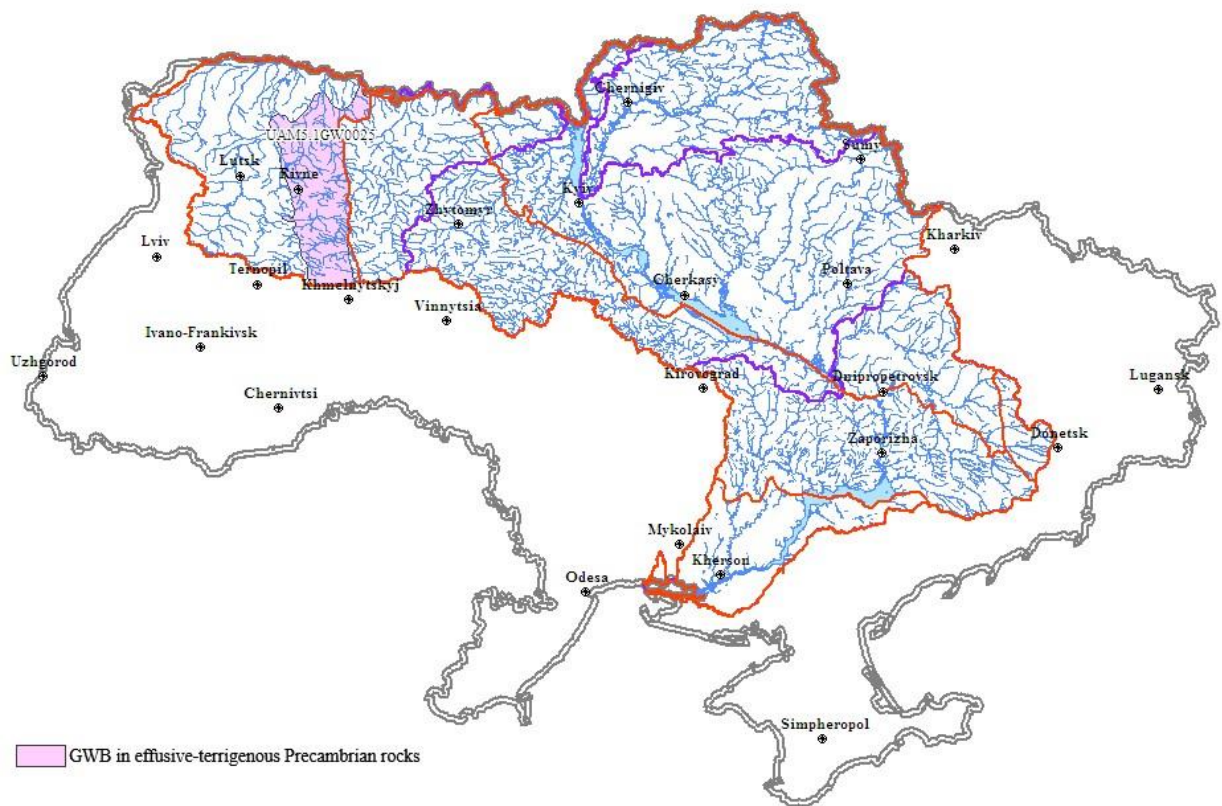 Chernigiv
UAM5.1GW0025
Sumy
Lutsk
Rivne
Kyiv
Zhytomyr
Kharkiv
Lviv
Ternopil
Khmelnytskyj
Cherkasy
Poltava
Vinnytsia
Ivano-Frankivsk
Uzhgorod
Kirovograd
Dnipropetrovsk
Lugansk
Chernivtsi
Zaporizha
Donetsk
Mykolaiv
Kherson
Odesa
Simpheropol
GWB in effusive-terrigenous Precambrian rocks